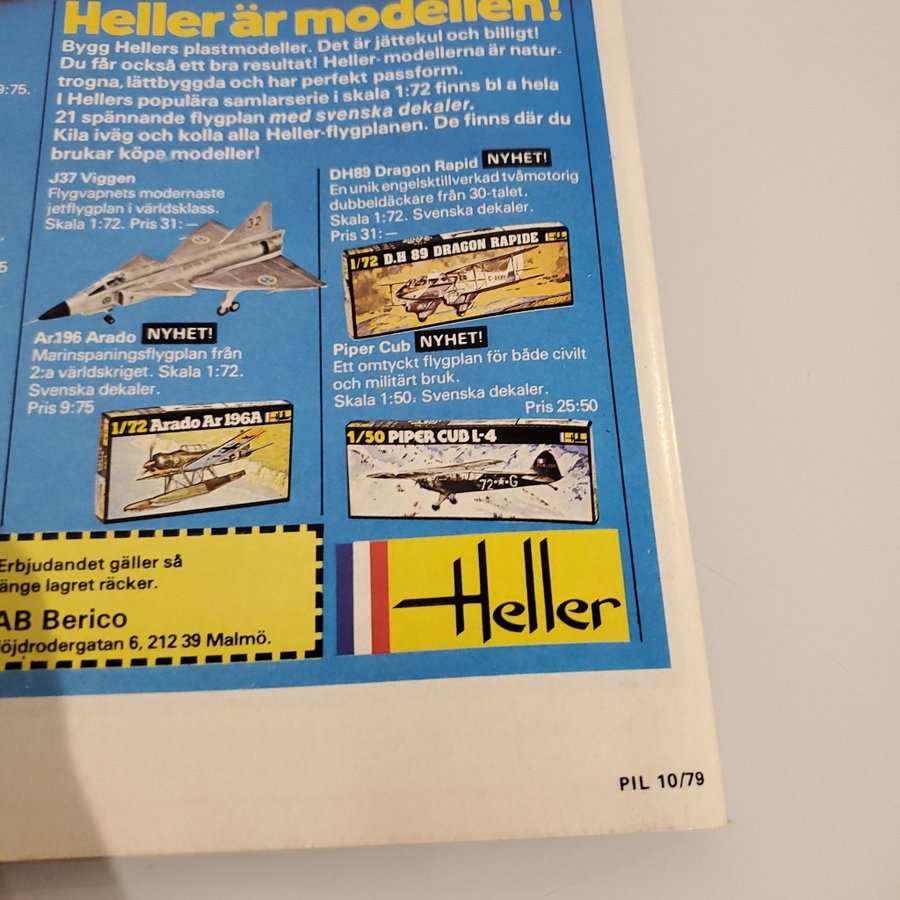 Heller är modellen!
Bygg Hellers plastmodeller. Det är jättekul och billigt!
Du får också ett bra resultat! Heller-modellerna är natur-
trogna, lättbyggda och har perfekt passform.
I Hellers populära samlarserie i skala 1:72 finns bl a hela
21 spännande flygplan med svenska dekaler.
Kila iväg och kolla alla Heller-flygplanen. De finns där du
brukar köpa modeller!
9:75.
5
J37 Viggen
Flygvapnets modernaste
jetflygplan i världsklass.
Skala 1:72. Pris 31:—
32
Ar196 Arado NYHET!
Marinspaningsflygplan från
2:a världskriget. Skala 1:72.
Svenska dekaler.
Pris 9:75
1/72 Arado Ar 196A
DH89 Dragon Rapid NYHET!
En unik engelsktillverkad tvåmotorig
dubbeldäckare från 30-talet.
Skala 1:72. Svenska dekaler.
Pris 31:—
1/72 D.H 89 DRAGON RAPIDE
Piper Cub NYHET!
Ett omtyckt flygplan för både civilt
och militärt bruk.
Skala 1:50. Svenska dekaler.
Pris 25:50
1/50 PIPER CUB L-4
72★G
Erbjudandet gäller så
länge lagret räcker.
AB Berico
Höjdrodergatan 6, 212 39 Malmö.
Heller
PIL 10/79